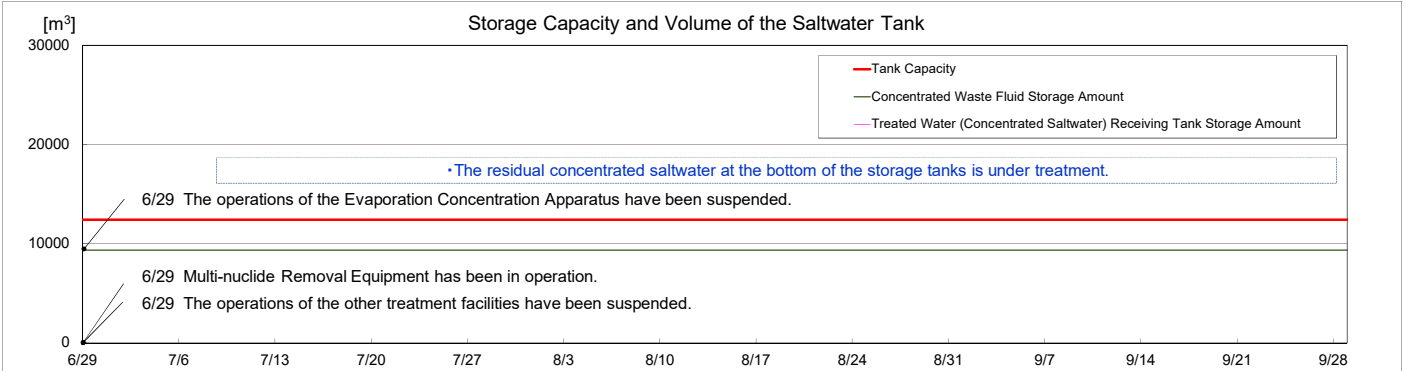 [m³]
Storage Capacity and Volume of the Saltwater Tank
30000
Tank Capacity
Concentrated Waste Fluid Storage Amount
Treated Water (Concentrated Saltwater) Receiving Tank Storage Amount
20000
・The residual concentrated saltwater at the bottom of the storage tanks is under treatment.
6/29 The operations of the Evaporation Concentration Apparatus have been suspended.
10000
6/29 Multi-nuclide Removal Equipment has been in operation.
6/29 The operations of the other treatment facilities have been suspended.
0
6/29 7/6 7/13 7/20 7/27 8/3 8/10 8/17 8/24 8/31 9/7 9/14 9/21 9/28